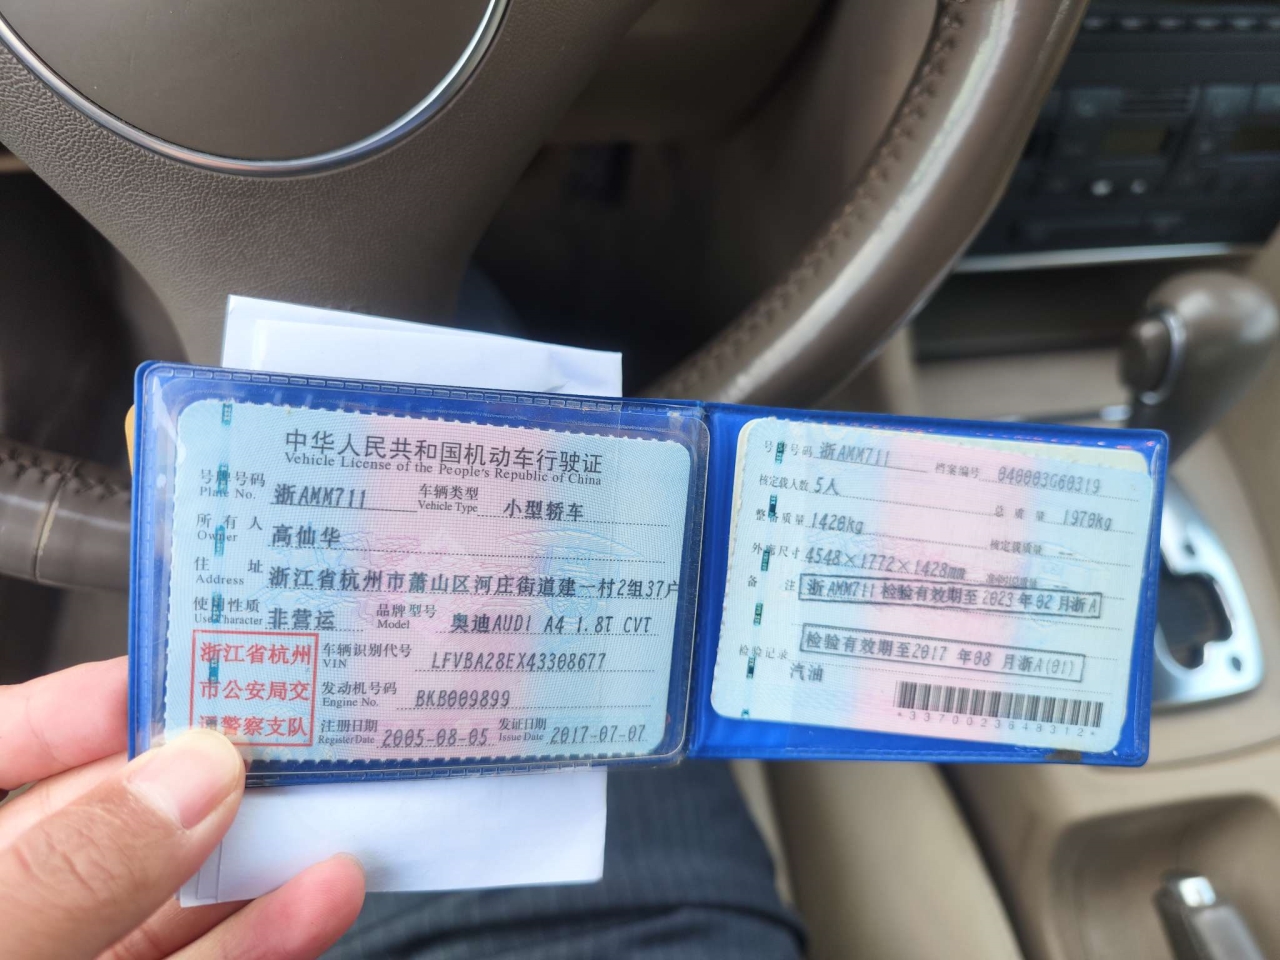 中华人民共和国机动车行驶证
Vehicle License of the People's Republic of China
号牌号码 浙AMM711 车辆类型 小型轿车
Plate No. Vehicle Type
所有人 高仙华
Owner
住址 浙江省杭州市萧山区河庄街道建一村2组37户
Address
使用性质 非营运 品牌型号 奥迪AUDI A4 1.8T CVT
Use Character Model
浙江省杭州
市公安局交
通警察支队
车辆识别代号 LFVBA28EX43308677
VIN
发动机号码 BKB009899
Engine No.
注册日期 2005-08-05 发证日期 2017-07-07
Register Date Issue Date
号牌号码 浙AMM711 档案编号 040003G60319
核定载人数 5人 总质量 1970kg
整备质量 1420kg 核定载质量 --
外廓尺寸 4548×1772×1428mm
备注 浙AMM711 检验有效期至2023年02月浙A
检验有效期至2017 年08 月浙A(01)
检验记录
汽油
*3370023648312*